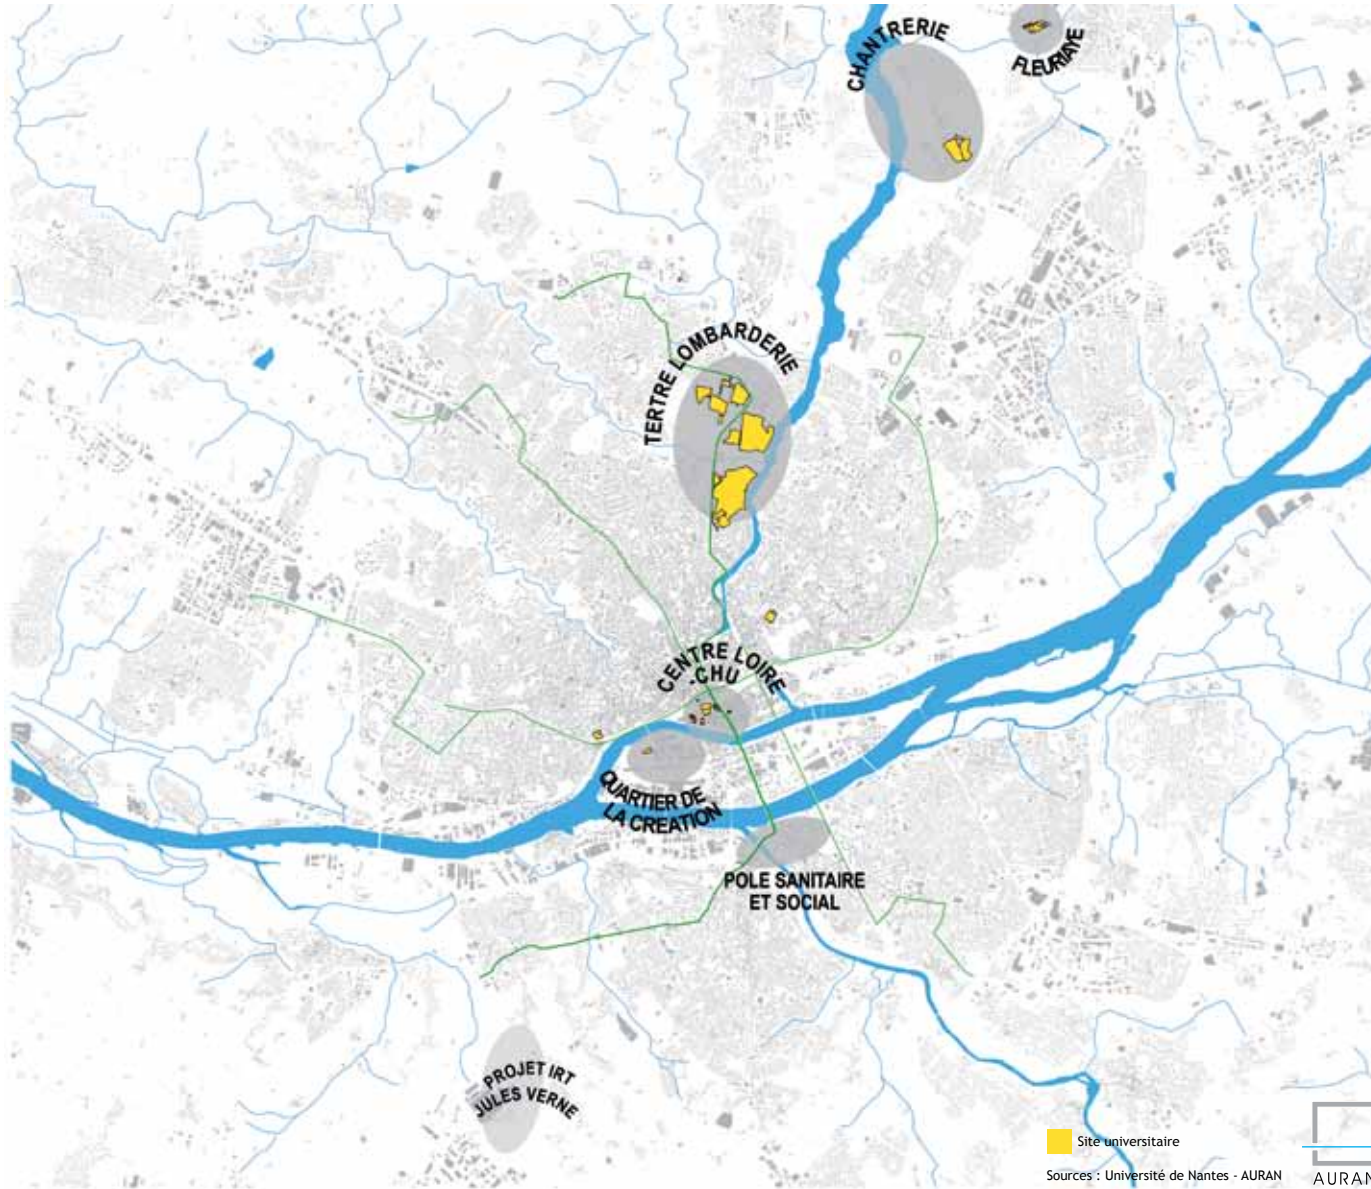 CHANTRERIE
FLEURIAYE
TERTRE LOMBARDERIE
CENTRE LOIRE
-CHU
QUARTIER DE
LA CREATION
POLE SANITAIRE
ET SOCIAL
PROJET IRT
JULES VERNE
Site universitaire
Sources : Université de Nantes - AURAN
AURAN